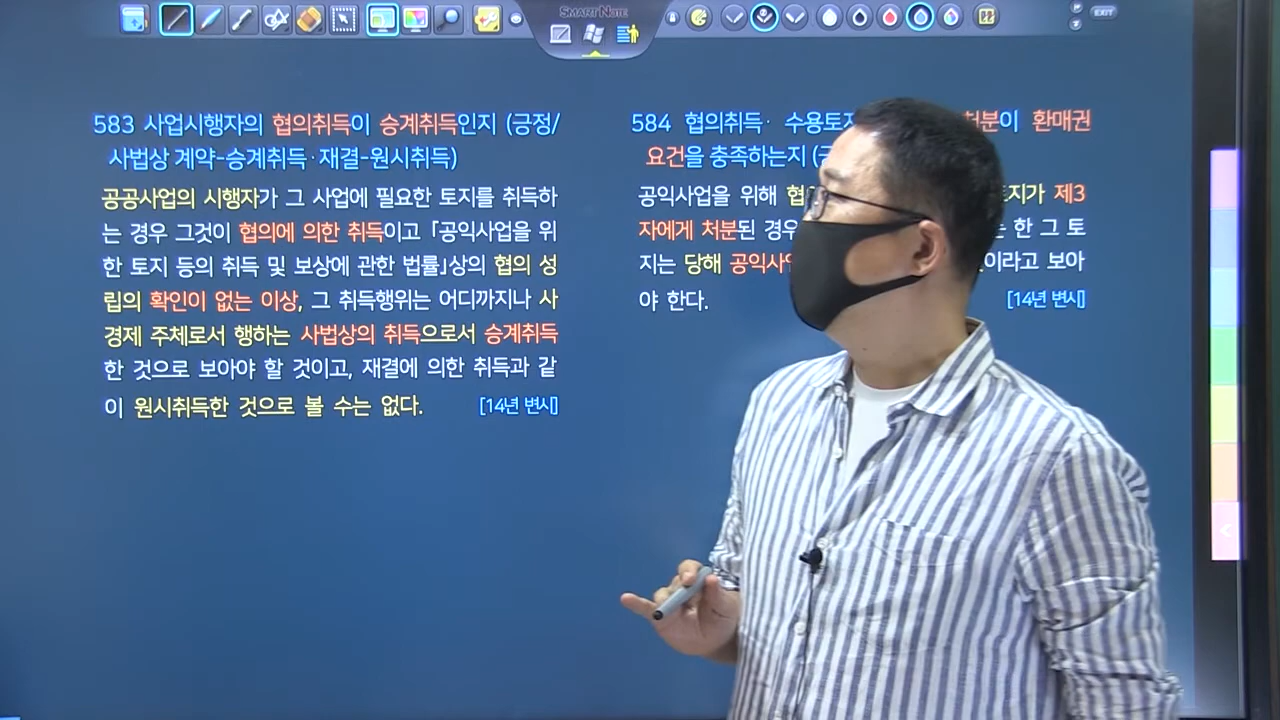 SMART NOTE
EXIT
583 사업시행자의 협의취득이 승계취득인지 (긍정/
사법상 계약-승계취득·재결-원시취득)
공공사업의 시행자가 그 사업에 필요한 토지를 취득하
는 경우 그것이 협의에 의한 취득이고 「공익사업을 위
한 토지 등의 취득 및 보상에 관한 법률」상의 협의 성
립의 확인이 없는 이상, 그 취득행위는 어디까지나 사
경제 주체로서 행하는 사법상의 취득으로서 승계취득
한 것으로 보아야 할 것이고, 재결에 의한 취득과 같
이 원시취득한 것으로 볼 수는 없다. [14년 변시]
584 협의취득· 수용토 처분이 환매권
요건을 충족하는지
공익사업을 위해 토지가 제3
자에게 처분된 경우 한 그 토
지는 당해 이라고 보아
야 한다. [14년 변시]